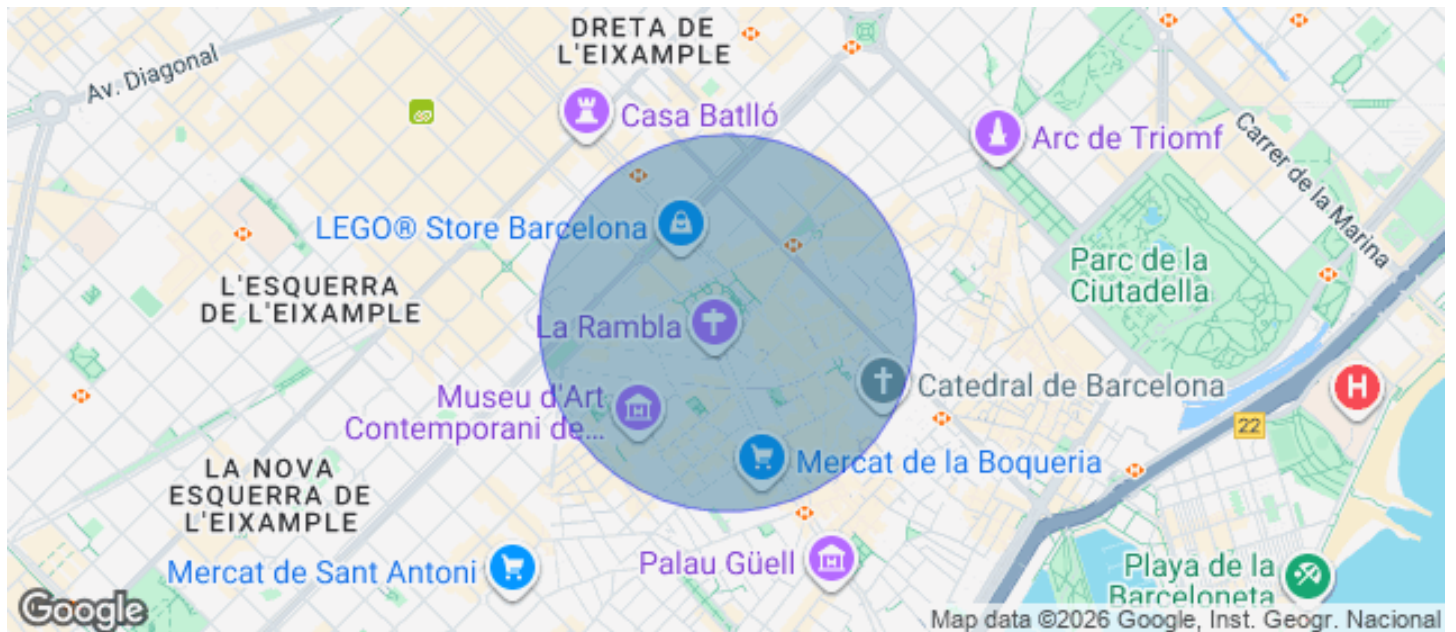 DRETA DE
L'EIXAMPLE
Av. Diagonal
Casa Batlló
Arc de Triomf
Carrer de la Marina
LEGO® Store Barcelona
Parc de la
Ciutadella
L'ESQUERRA
DE L'EIXAMPLE
La Rambla
Catedral de Barcelona
H
Museu d'Art
Contemporani de...
22
Mercat de la Boqueria
LA NOVA
ESQUERRA DE
L'EIXAMPLE
Mercat de Sant Antoni
Palau Güell
Playa de la
Barceloneta
Google
Map data ©2026 Google, Inst. Geogr. Nacional